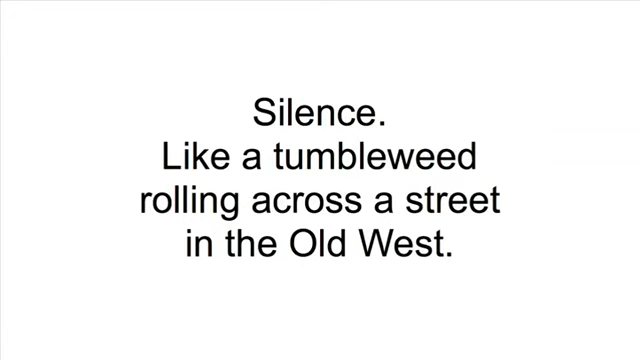 Silence.
Like a tumbleweed
rolling across a street
in the Old West.